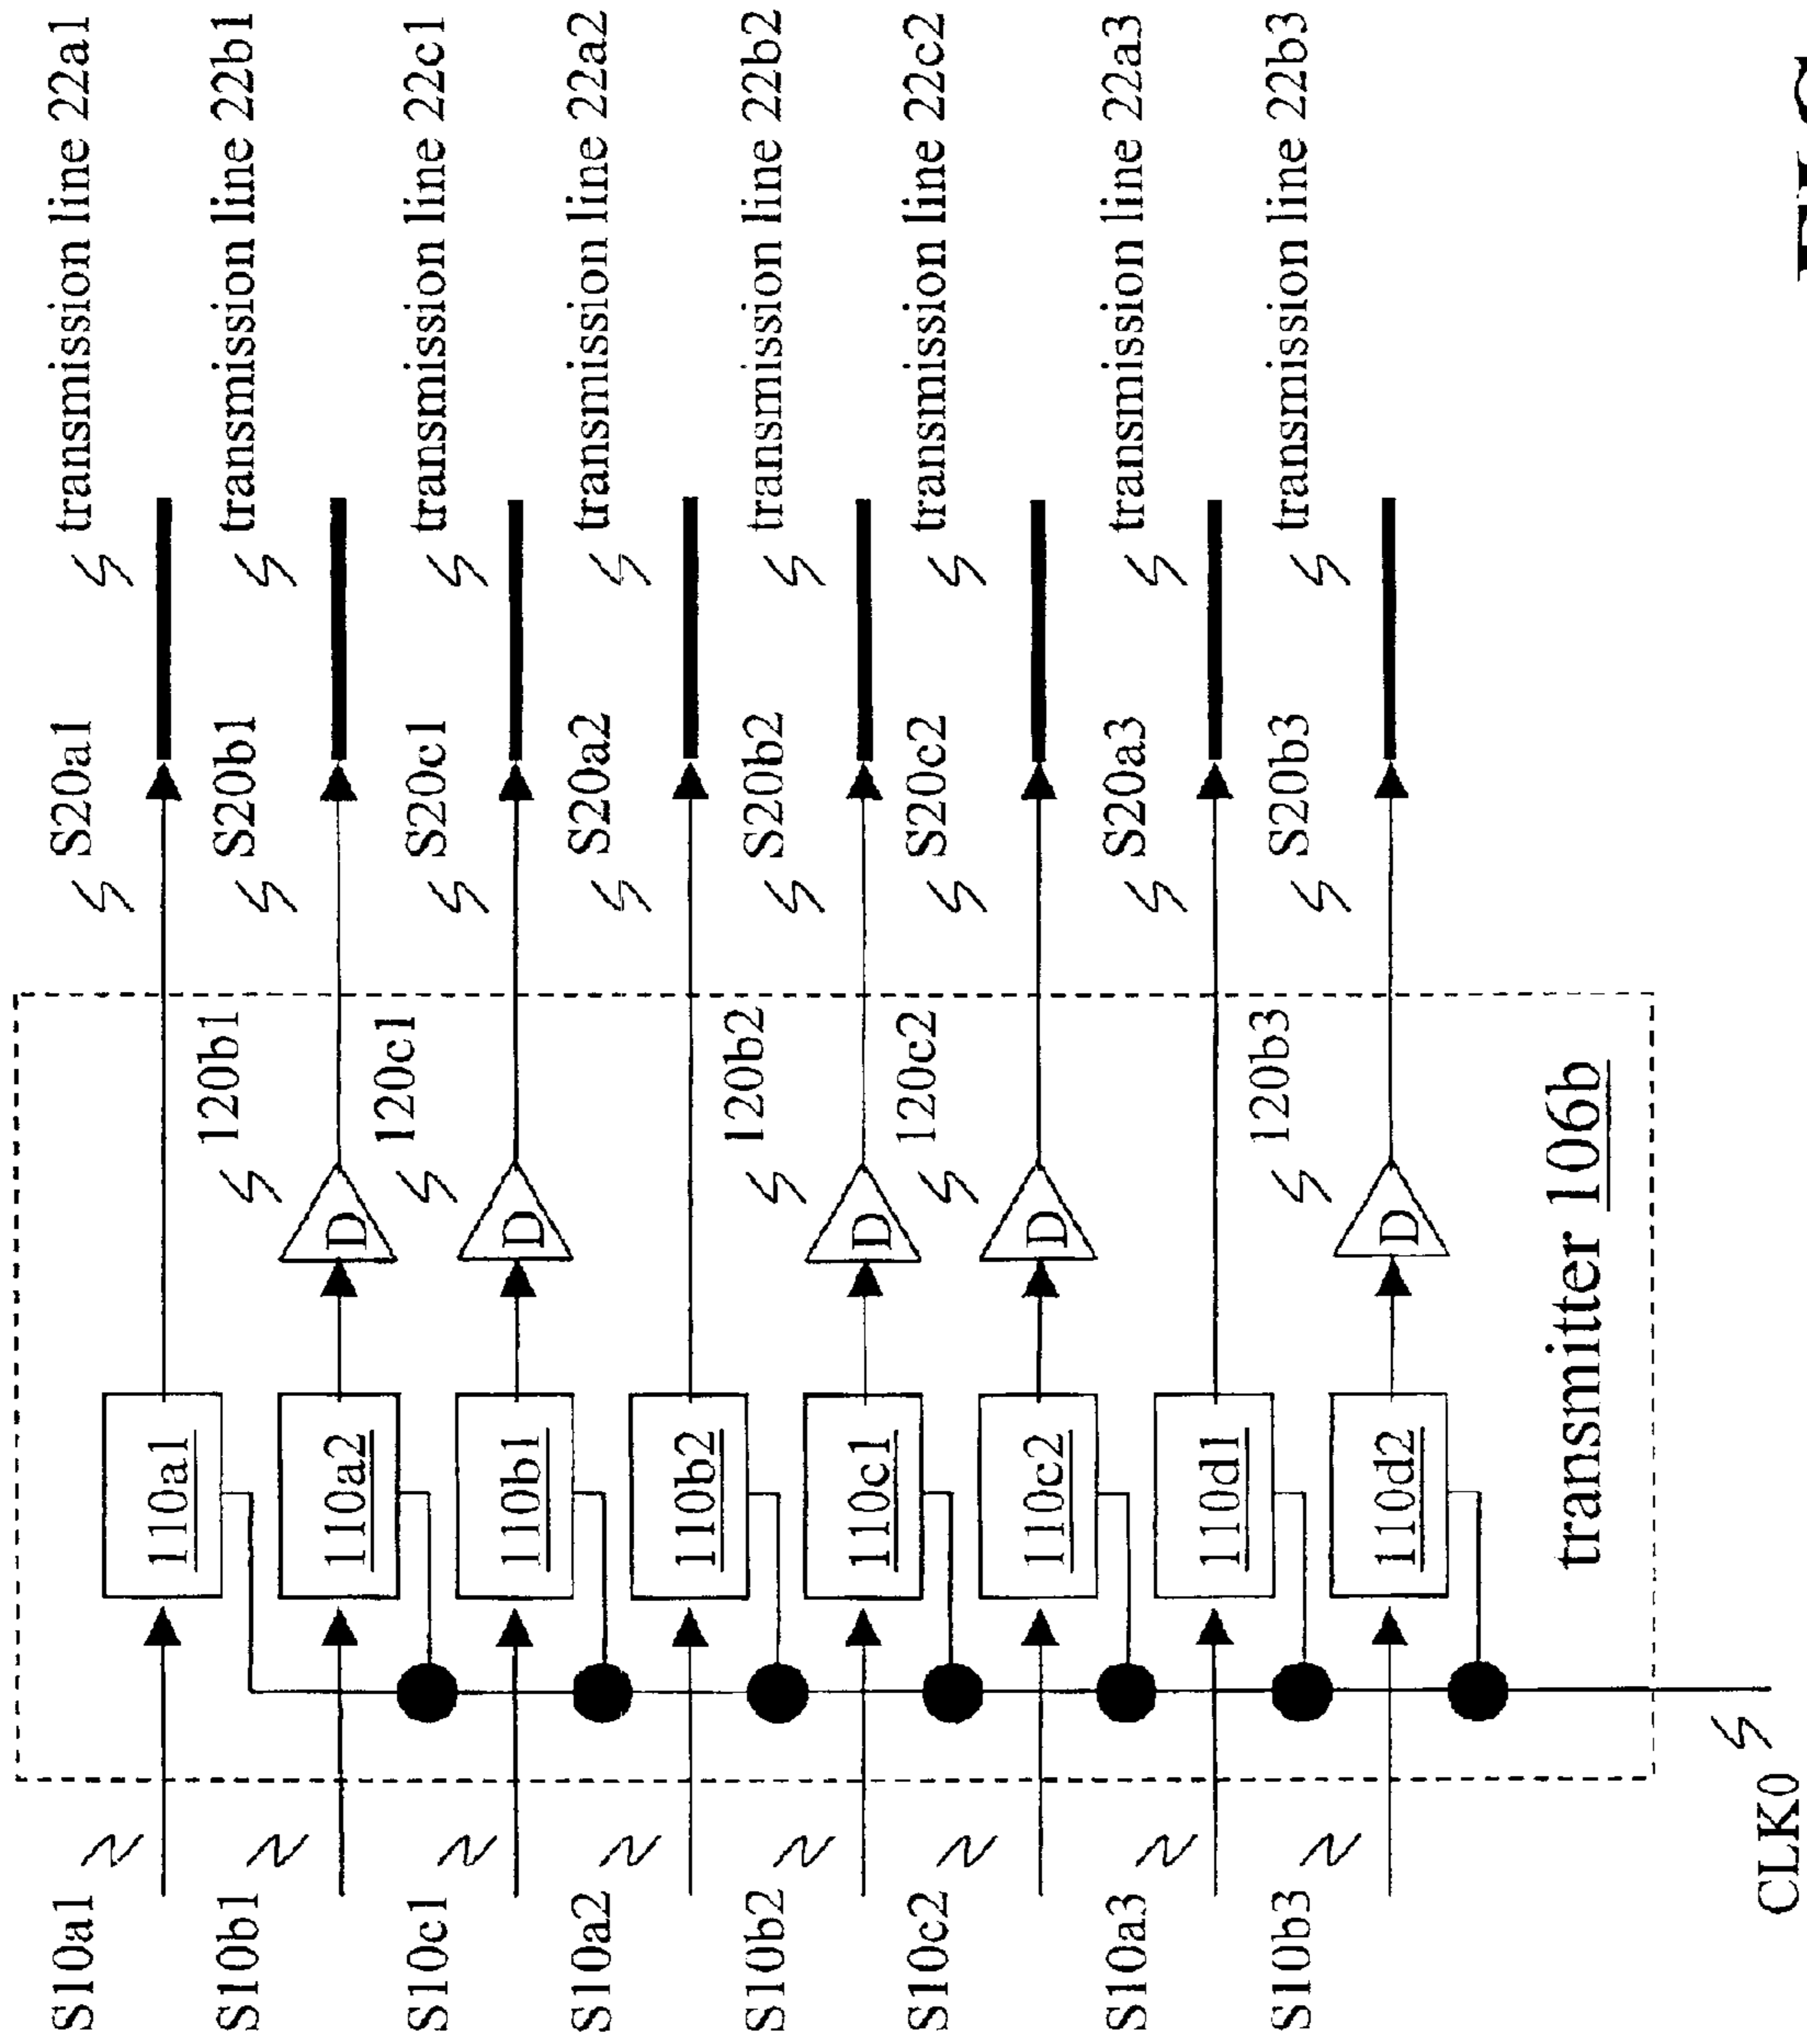 S10a1
110a1
S20a1
transmission line 22a1
120b1
S10b1
110a2
D
S20b1
transmission line 22b1
120c1
S10c1
110b1
D
S20c1
transmission line 22c1
S10a2
110b2
S20a2
transmission line 22a2
120b2
S10b2
110c1
D
S20b2
transmission line 22b2
120c2
S10c2
110c2
D
S20c2
transmission line 22c2
S10a3
110d1
S20a3
transmission line 22a3
120b3
S10b3
110d2
D
S20b3
transmission line 22b3
transmitter 106b
CLK0